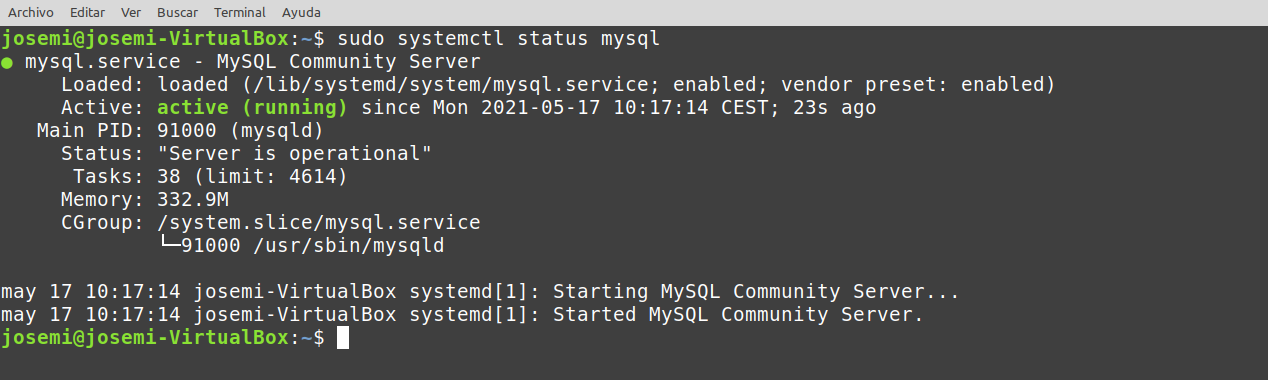 Archivo Editar Ver Buscar Terminal Ayuda
josemi@josemi-VirtualBox:~$ sudo systemctl status mysql
● mysql.service - MySQL Community Server
     Loaded: loaded (/lib/systemd/system/mysql.service; enabled; vendor preset: enabled)
     Active: active (running) since Mon 2021-05-17 10:17:14 CEST; 23s ago
   Main PID: 91000 (mysqld)
     Status: "Server is operational"
      Tasks: 38 (limit: 4614)
     Memory: 332.9M
     CGroup: /system.slice/mysql.service
             └─91000 /usr/sbin/mysqld

may 17 10:17:14 josemi-VirtualBox systemd[1]: Starting MySQL Community Server...
may 17 10:17:14 josemi-VirtualBox systemd[1]: Started MySQL Community Server.
josemi@josemi-VirtualBox:~$